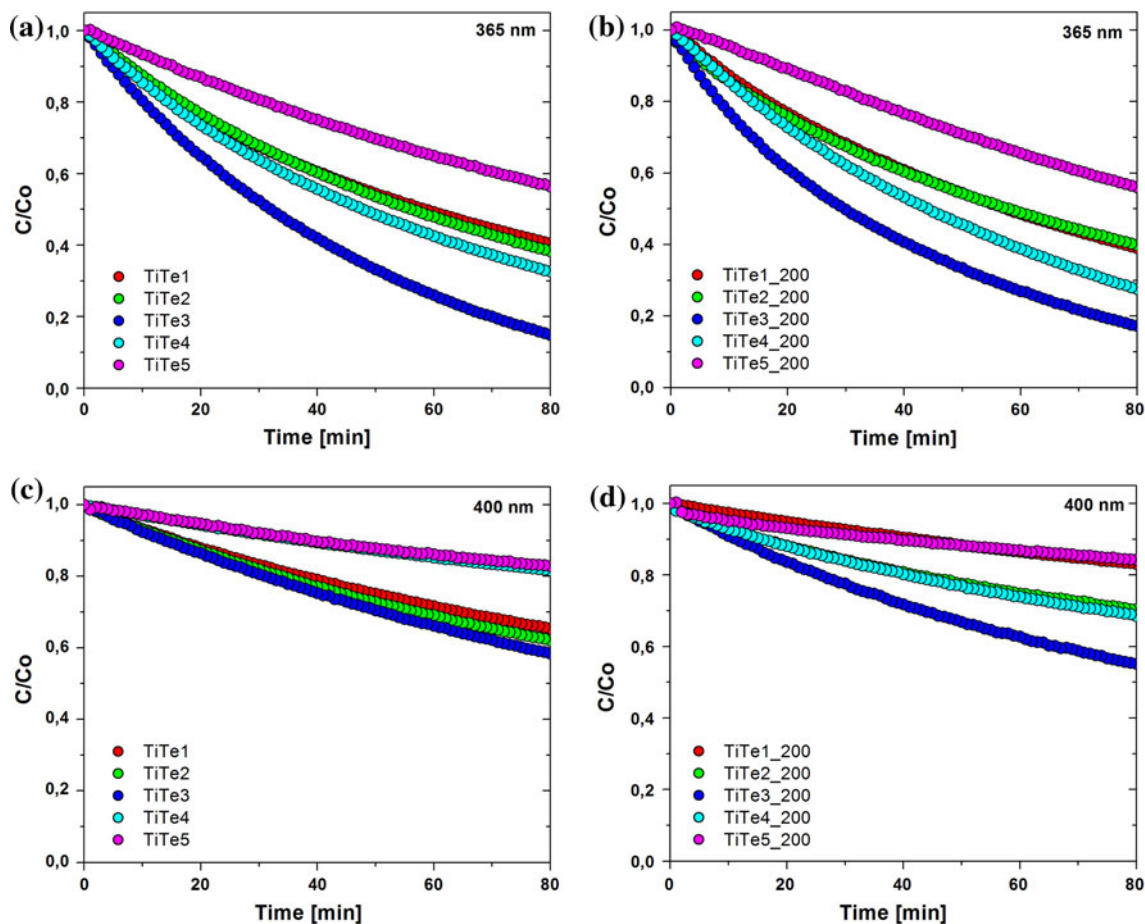 (a)
365 nm
C/Co
1,0
0,8
0,6
0,4
0,2
0,0
TiTe1
TiTe2
TiTe3
TiTe4
TiTe5
0 20 40 60 80
Time [min]
(b)
365 nm
C/Co
1,0
0,8
0,6
0,4
0,2
0,0
TiTe1_200
TiTe2_200
TiTe3_200
TiTe4_200
TiTe5_200
0 20 40 60 80
Time [min]
(c)
400 nm
C/Co
1,0
0,8
0,6
0,4
0,2
0,0
TiTe1
TiTe2
TiTe3
TiTe4
TiTe5
0 20 40 60 80
Time [min]
(d)
400 nm
C/Co
1,0
0,8
0,6
0,4
0,2
0,0
TiTe1_200
TiTe2_200
TiTe3_200
TiTe4_200
TiTe5_200
0 20 40 60 80
Time [min]